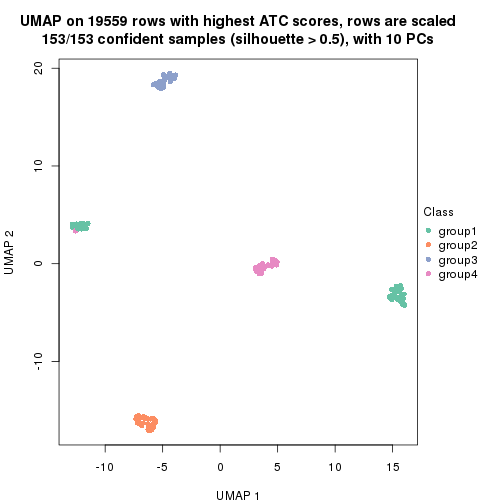 UMAP on 19559 rows with highest ATC scores, rows are scaled
153/153 confident samples (silhouette > 0.5), with 10 PCs
20
10
0
-10
UMAP 2
-10
-5
0
5
10
15
UMAP 1
Class
group1
group2
group3
group4